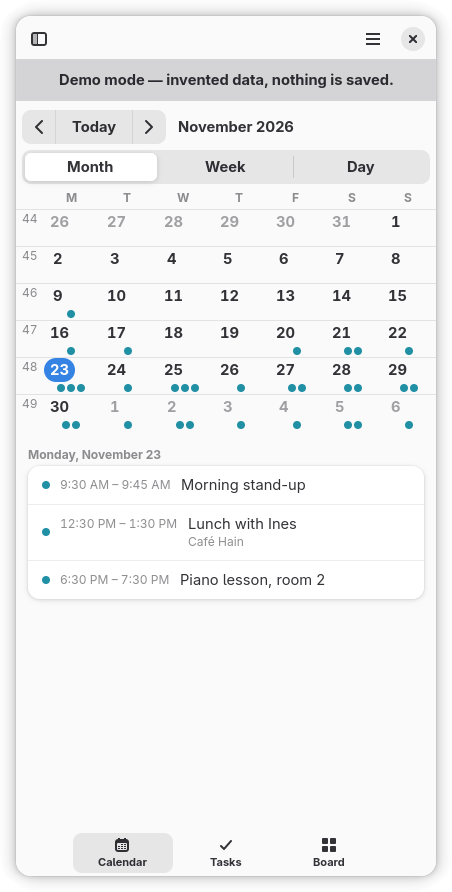 Demo mode — invented data, nothing is saved.
Today November 2026
Month Week Day
M T W T F S S
44 26 27 28 29 30 31 1
45 2 3 4 5 6 7 8
46 9 10 11 12 13 14 15
47 16 17 18 19 20 21 22
48 23 24 25 26 27 28 29
49 30 1 2 3 4 5 6
Monday, November 23
9:30 AM – 9:45 AM Morning stand-up
12:30 PM – 1:30 PM Lunch with Ines
Café Hain
6:30 PM – 7:30 PM Piano lesson, room 2
Calendar Tasks Board